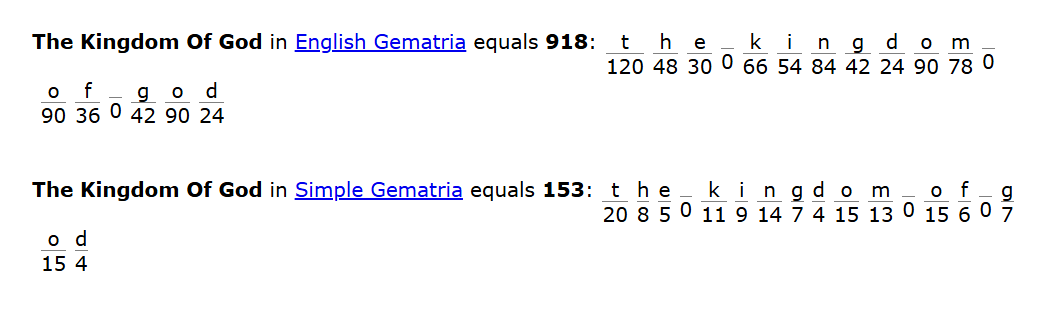 The Kingdom Of God in English Gematria equals 918: t h e _ k i n g d o m _
120 48 30 0 66 54 84 42 24 90 78 0
o f _ g o d
90 36 0 42 90 24
The Kingdom Of God in Simple Gematria equals 153: t h e _ k i n g d o m _ o f _ g
20 8 5 0 11 9 14 7 4 15 13 0 15 6 0 7
o d
15 4